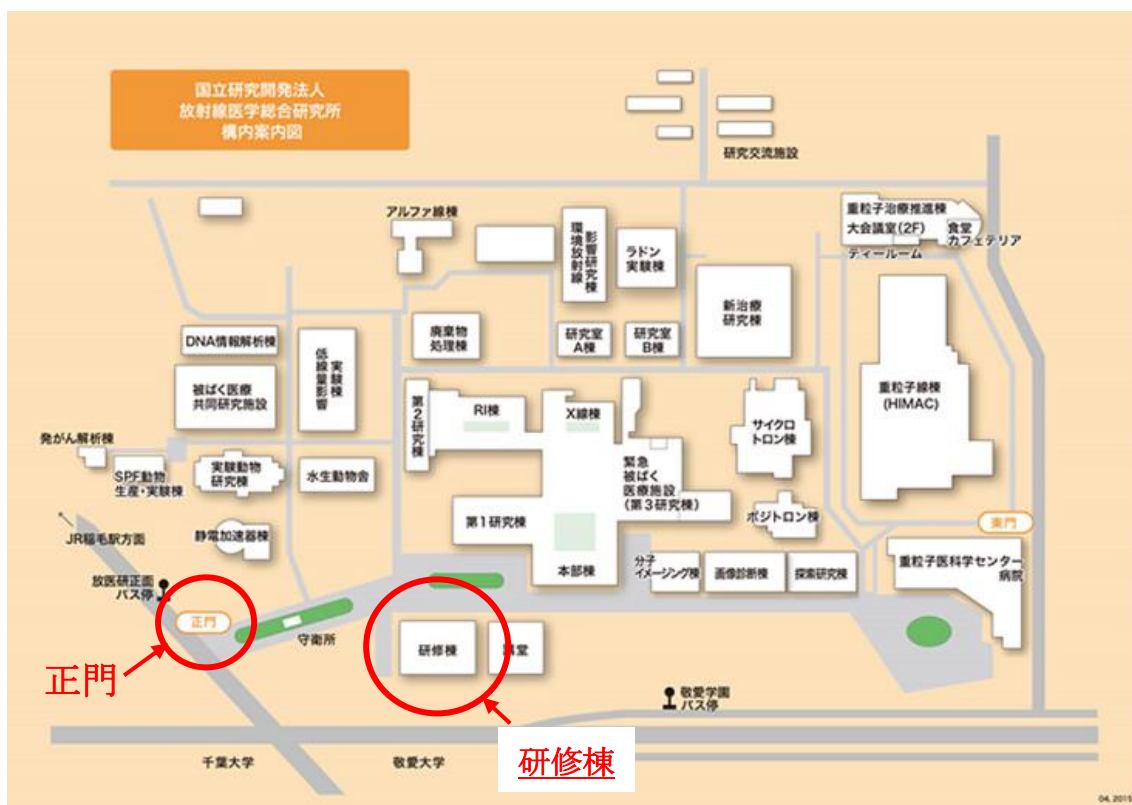 国立研究開発法人
放射線医学総合研究所
構内案内図
研究交流施設
アルファ線棟
環境放射線
影響研究棟
ラドン
実験棟
重粒子治療推進棟
大会議室(2F)
食堂
カフェテリア
ティールーム
新治療
研究棟
DNA情報解析棟
低線量影響
実験棟
廃棄物
処理棟
研究室
A棟
研究室
B棟
被ばく医療
共同研究施設
第2研究棟
RI棟
X線棟
サイクロ
トロン棟
重粒子線棟
(HIMAC)
発がん解析棟
SPF動物
生産・実験棟
実験動物
研究棟
水生動物舎
緊急
被ばく
医療施設
(第3研究棟)
第1研究棟
ポジトロン棟
東門
JR稲毛駅方面
静電加速器棟
本部棟
分子
イメージング棟
画像診断棟
探索研究棟
重粒子医科学センター
病院
放医研正面
バス停
正門
守衛所
研修棟
講堂
正門
敬愛学園
バス停
千葉大学
敬愛大学
研修棟
04, 2015